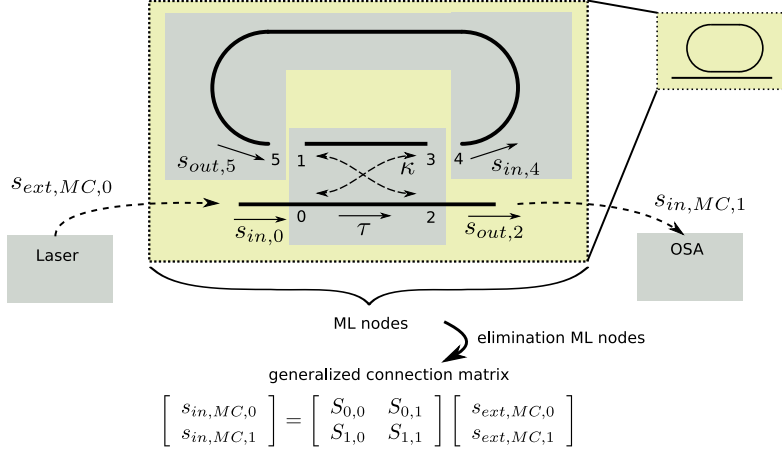 5 1 3 4
κ
s_{out,5} s_{in,4}
s_{ext,MC,0} s_{in,MC,1}
0 2
s_{in,0} τ s_{out,2}
Laser OSA
ML nodes
elimination ML nodes
generalized connection matrix
[ s_{in,MC,0} ] = [ S_{0,0} S_{0,1} ] [ s_{ext,MC,0} ]
[ s_{in,MC,1} ] [ S_{1,0} S_{1,1} ] [ s_{ext,MC,1} ]